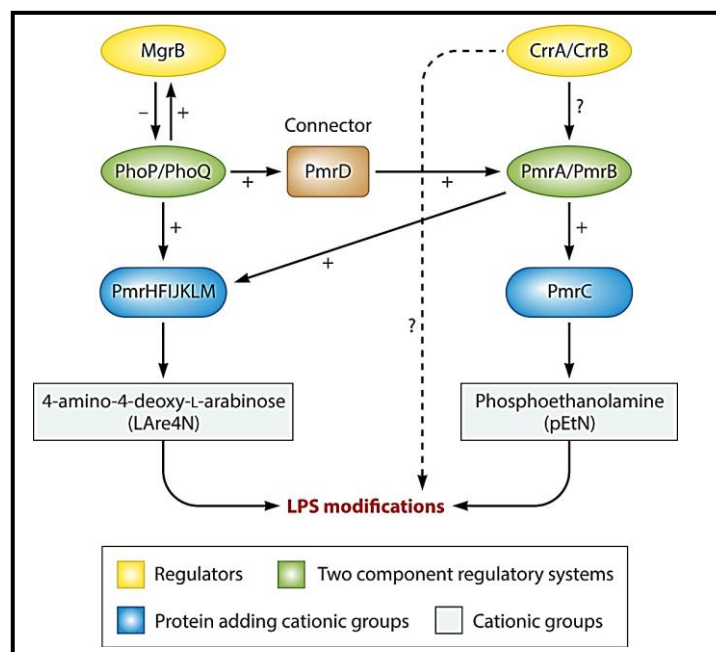 MgrB
CrrA/CrrB
– +
?
Connector
PhoP/PhoQ
+
PmrD
+
PmrA/PmrB
+
+
+
PmrHFIJKLM
PmrC
?
4-amino-4-deoxy-L-arabinose
(LAre4N)
Phosphoethanolamine
(pEtN)
LPS modifications
Regulators
Two component regulatory systems
Protein adding cationic groups
Cationic groups